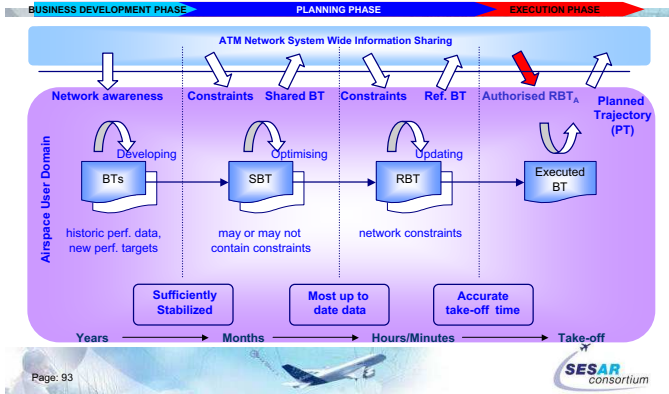 BUSINESS DEVELOPMENT PHASE
PLANNING PHASE
EXECUTION PHASE
ATM Network System Wide Information Sharing
Network awareness
Constraints
Shared BT
Constraints
Ref. BT
Authorised RBTA
Planned
Trajectory
(PT)
Airspace User Domain
Developing
Optimising
Updating
BTs
SBT
RBT
Executed
BT
historic perf. data,
new perf. targets
may or may not
contain constraints
network constraints
Sufficiently
Stabilized
Most up to
date data
Accurate
take-off time
Years
Months
Hours/Minutes
Take-off
Page: 93
SESAR
consortium